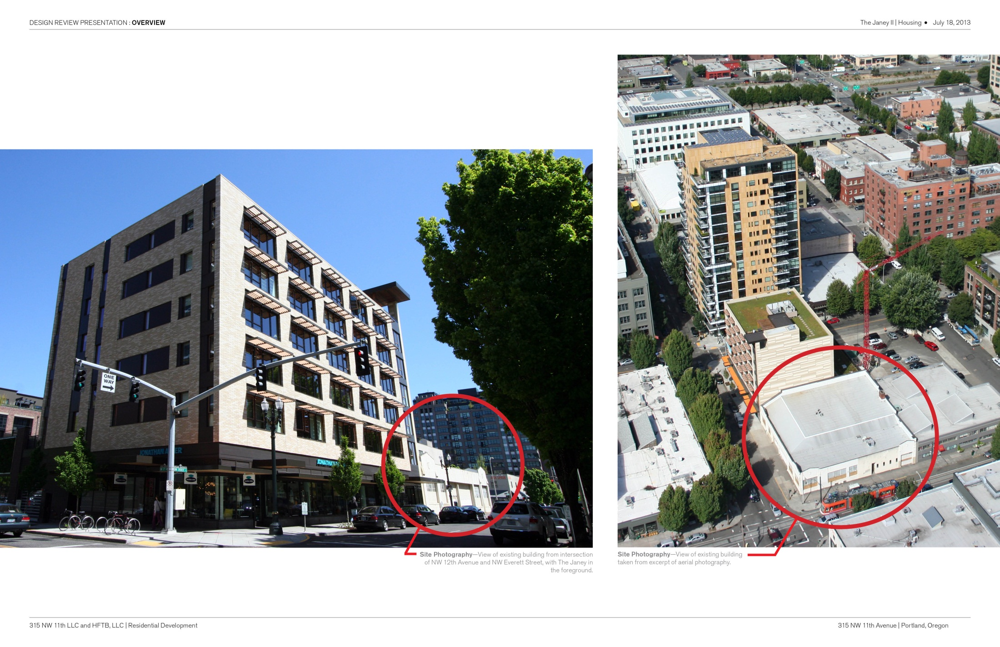 DESIGN REVIEW PRESENTATION : OVERVIEW
The Janey II | Housing • July 18, 2013
ONE
WAY
JONATHAN ADLER
Site Photography—View of existing building from intersection
of NW 12th Avenue and NW Everett Street, with The Janey in
the foreground.
Site Photography—View of existing building
taken from excerpt of aerial photography.
315 NW 11th LLC and HFTB, LLC | Residential Development
315 NW 11th Avenue | Portland, Oregon